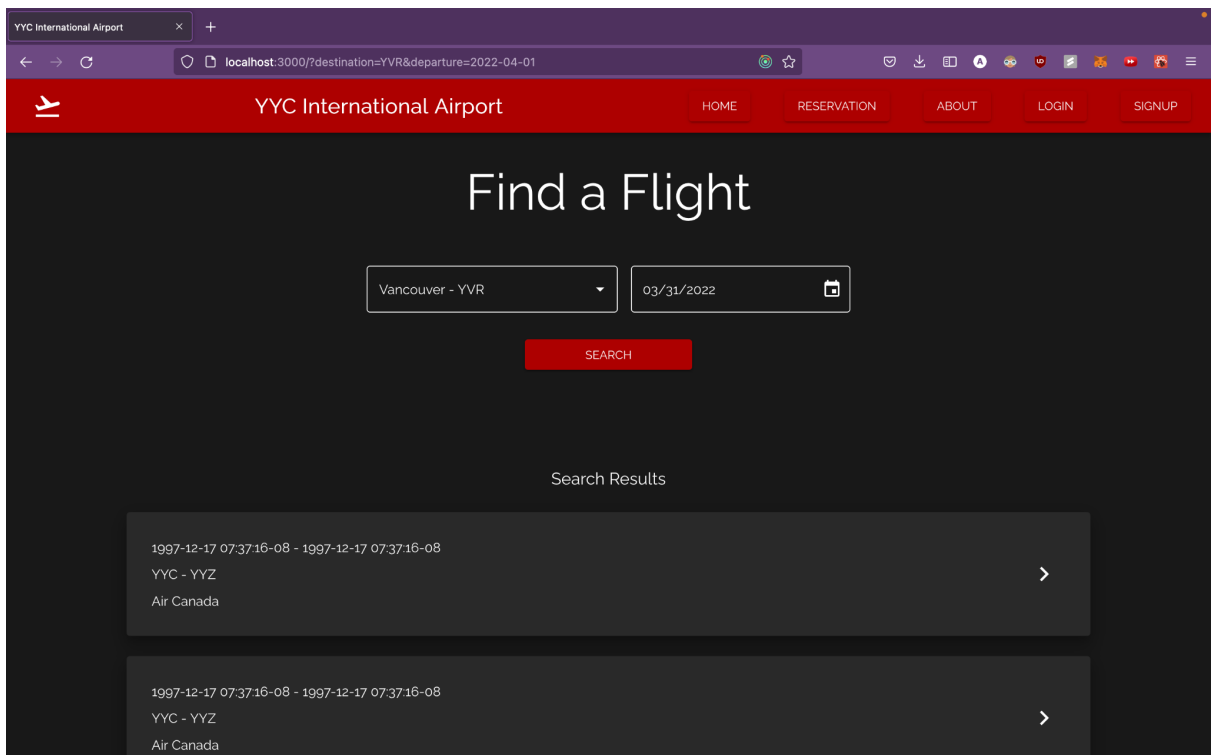 YYC International Airport
localhost:3000/?destination=YVR&departure=2022-04-01
YYC International Airport HOME RESERVATION ABOUT LOGIN SIGNUP
Find a Flight
Vancouver - YVR 03/31/2022
SEARCH
Search Results
1997-12-17 07:37:16-08 - 1997-12-17 07:37:16-08
YYC - YYZ
Air Canada
1997-12-17 07:37:16-08 - 1997-12-17 07:37:16-08
YYC - YYZ
Air Canada